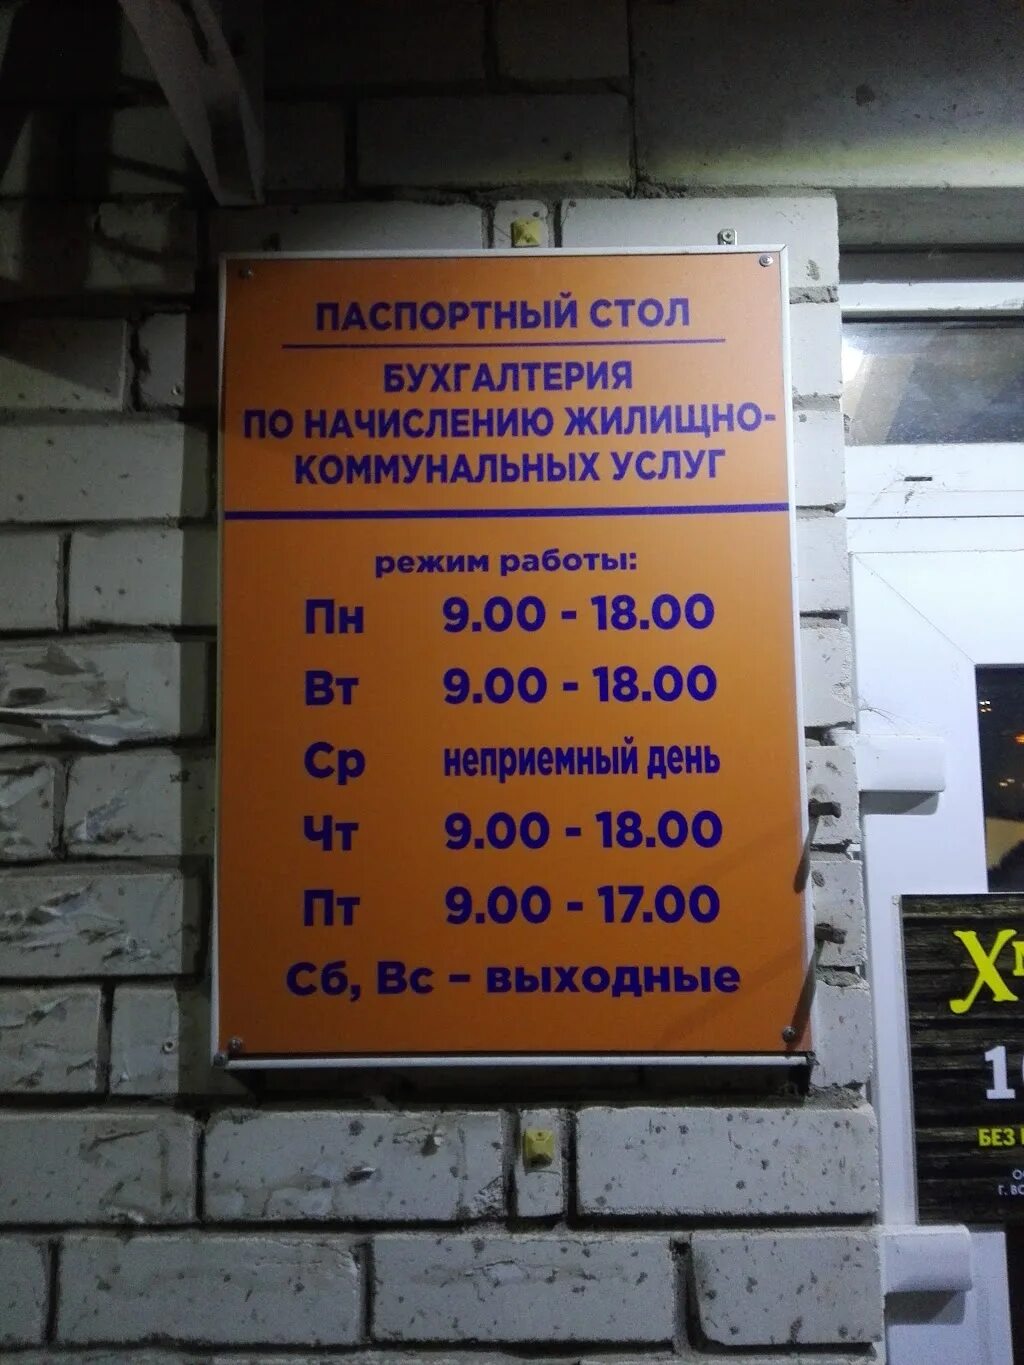 ПАСПОРТНЫЙ СТОЛ
БУХГАЛТЕРИЯ
ПО НАЧИСЛЕНИЮ ЖИЛИЩНО-
КОММУНАЛЬНЫХ УСЛУГ
режим работы:
Пн 9.00 - 18.00
Вт 9.00 - 18.00
Ср неприемный день
Чт 9.00 - 18.00
Пт 9.00 - 17.00
Сб, Вс - выходные
БЕЗ